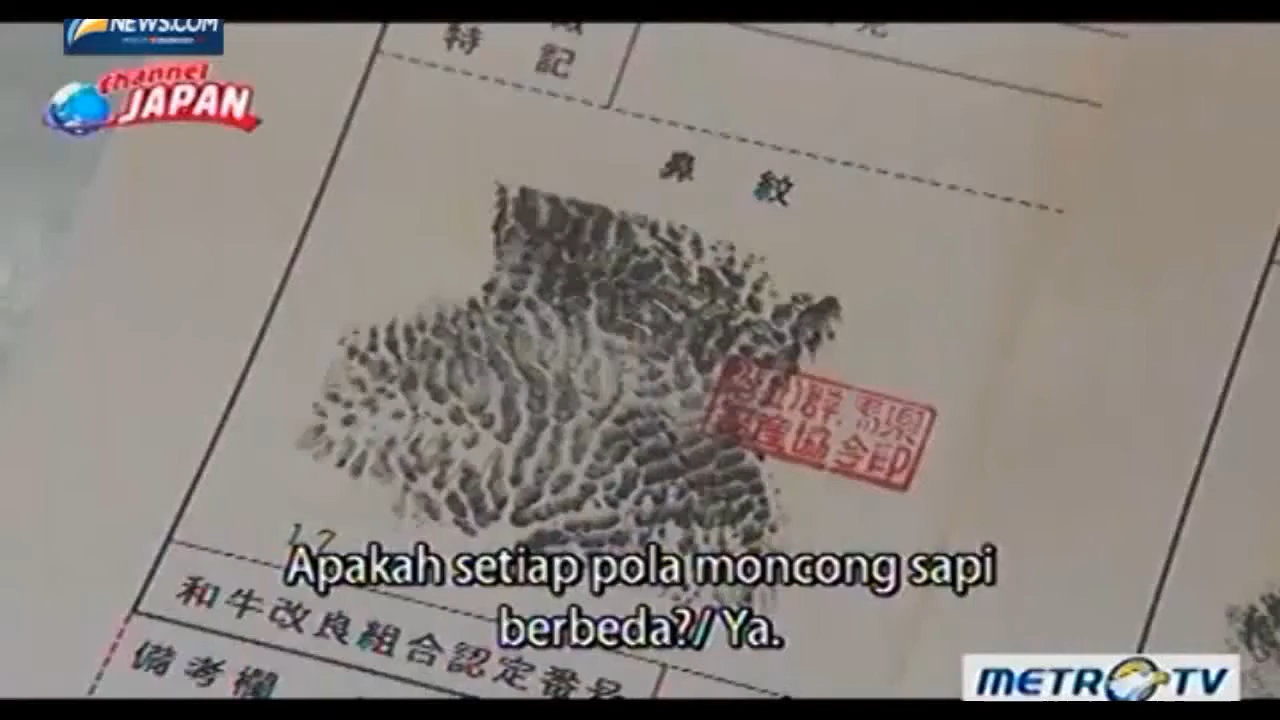 NEWS.COM
channel
JAPAN
特記
鼻紋
17
Apakah setiap pola moncong sapi
berbeda?/ Ya.
和牛改良組合認定番号
備考欄
METRO TV